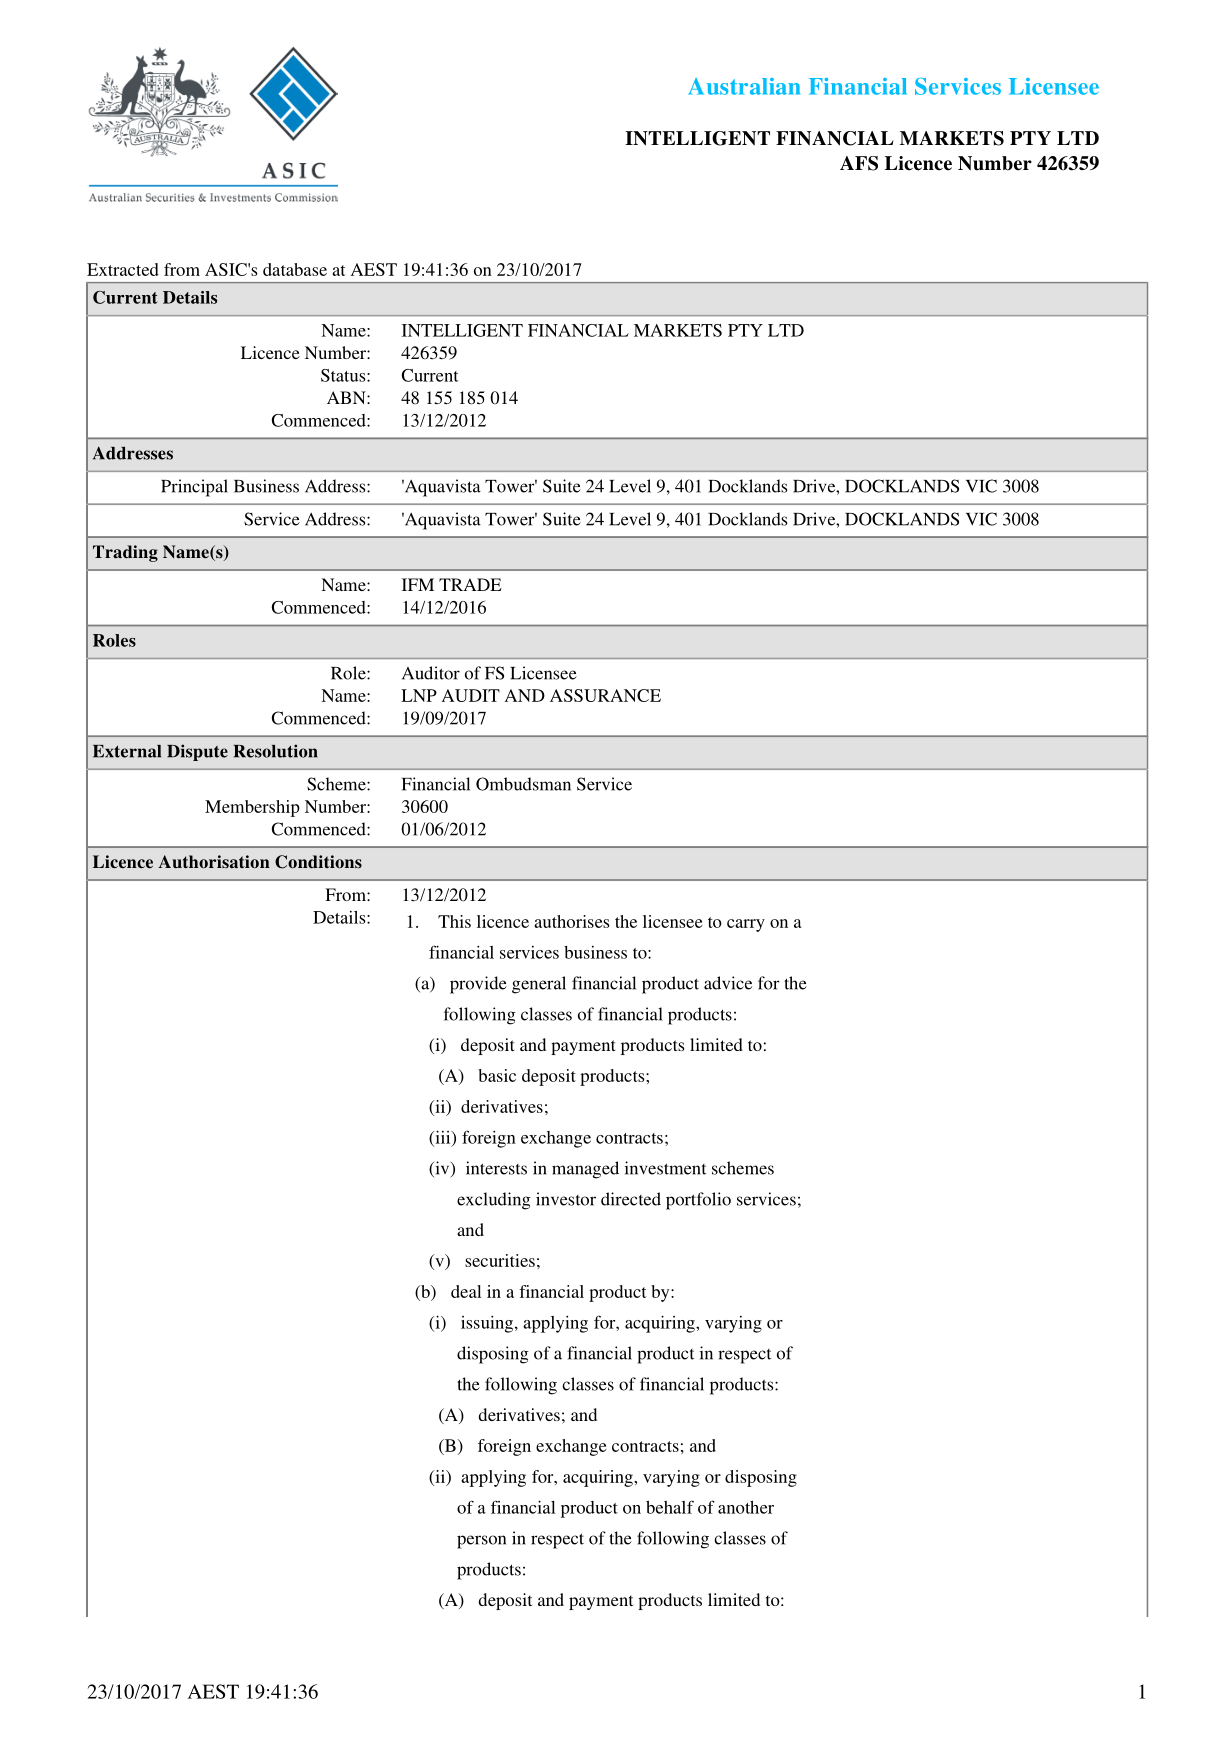 AUSTRALIA
ASIC
Australian Securities & Investments Commission
Australian Financial Services Licensee
INTELLIGENT FINANCIAL MARKETS PTY LTD
AFS Licence Number 426359
Extracted from ASIC's database at AEST 19:41:36 on 23/10/2017
Current Details
Name: INTELLIGENT FINANCIAL MARKETS PTY LTD
Licence Number: 426359
Status: Current
ABN: 48 155 185 014
Commenced: 13/12/2012
Addresses
Principal Business Address: 'Aquavista Tower' Suite 24 Level 9, 401 Docklands Drive, DOCKLANDS VIC 3008
Service Address: 'Aquavista Tower' Suite 24 Level 9, 401 Docklands Drive, DOCKLANDS VIC 3008
Trading Name(s)
Name: IFM TRADE
Commenced: 14/12/2016
Roles
Role: Auditor of FS Licensee
Name: LNP AUDIT AND ASSURANCE
Commenced: 19/09/2017
External Dispute Resolution
Scheme: Financial Ombudsman Service
Membership Number: 30600
Commenced: 01/06/2012
Licence Authorisation Conditions
From: 13/12/2012
Details: 1. This licence authorises the licensee to carry on a
financial services business to:
(a) provide general financial product advice for the
following classes of financial products:
(i) deposit and payment products limited to:
(A) basic deposit products;
(ii) derivatives;
(iii) foreign exchange contracts;
(iv) interests in managed investment schemes
excluding investor directed portfolio services;
and
(v) securities;
(b) deal in a financial product by:
(i) issuing, applying for, acquiring, varying or
disposing of a financial product in respect of
the following classes of financial products:
(A) derivatives; and
(B) foreign exchange contracts; and
(ii) applying for, acquiring, varying or disposing
of a financial product on behalf of another
person in respect of the following classes of
products:
(A) deposit and payment products limited to:
23/10/2017 AEST 19:41:36 1